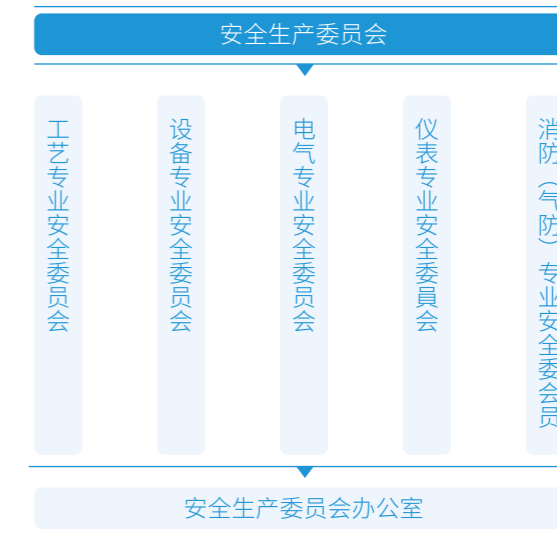 安全生产委员会
工艺专业安全委员会
设备专业安全委员会
电气专业安全委员会
仪表专业安全委員会
消防（气防）专业安全委会员
安全生产委员会办公室